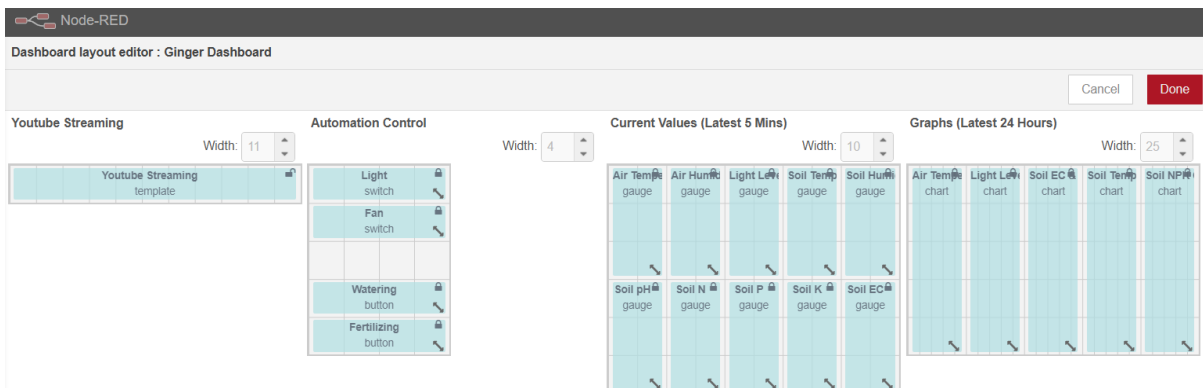 Node-RED
Dashboard layout editor : Ginger Dashboard
Cancel Done
Youtube Streaming
Width: 11
Youtube Streaming
template
Automation Control
Width: 4
Light
switch
Fan
switch
Watering
button
Fertilizing
button
Current Values (Latest 5 Mins)
Width: 10
Air Tempe Air Humid Light Leve Soil Temp Soil Humi
gauge gauge gauge gauge gauge
Soil pH Soil N Soil P Soil K Soil EC
gauge gauge gauge gauge gauge
Graphs (Latest 24 Hours)
Width: 25
Air Tempe Light Leve Soil EC Soil Temp Soil NPK
chart chart chart chart chart